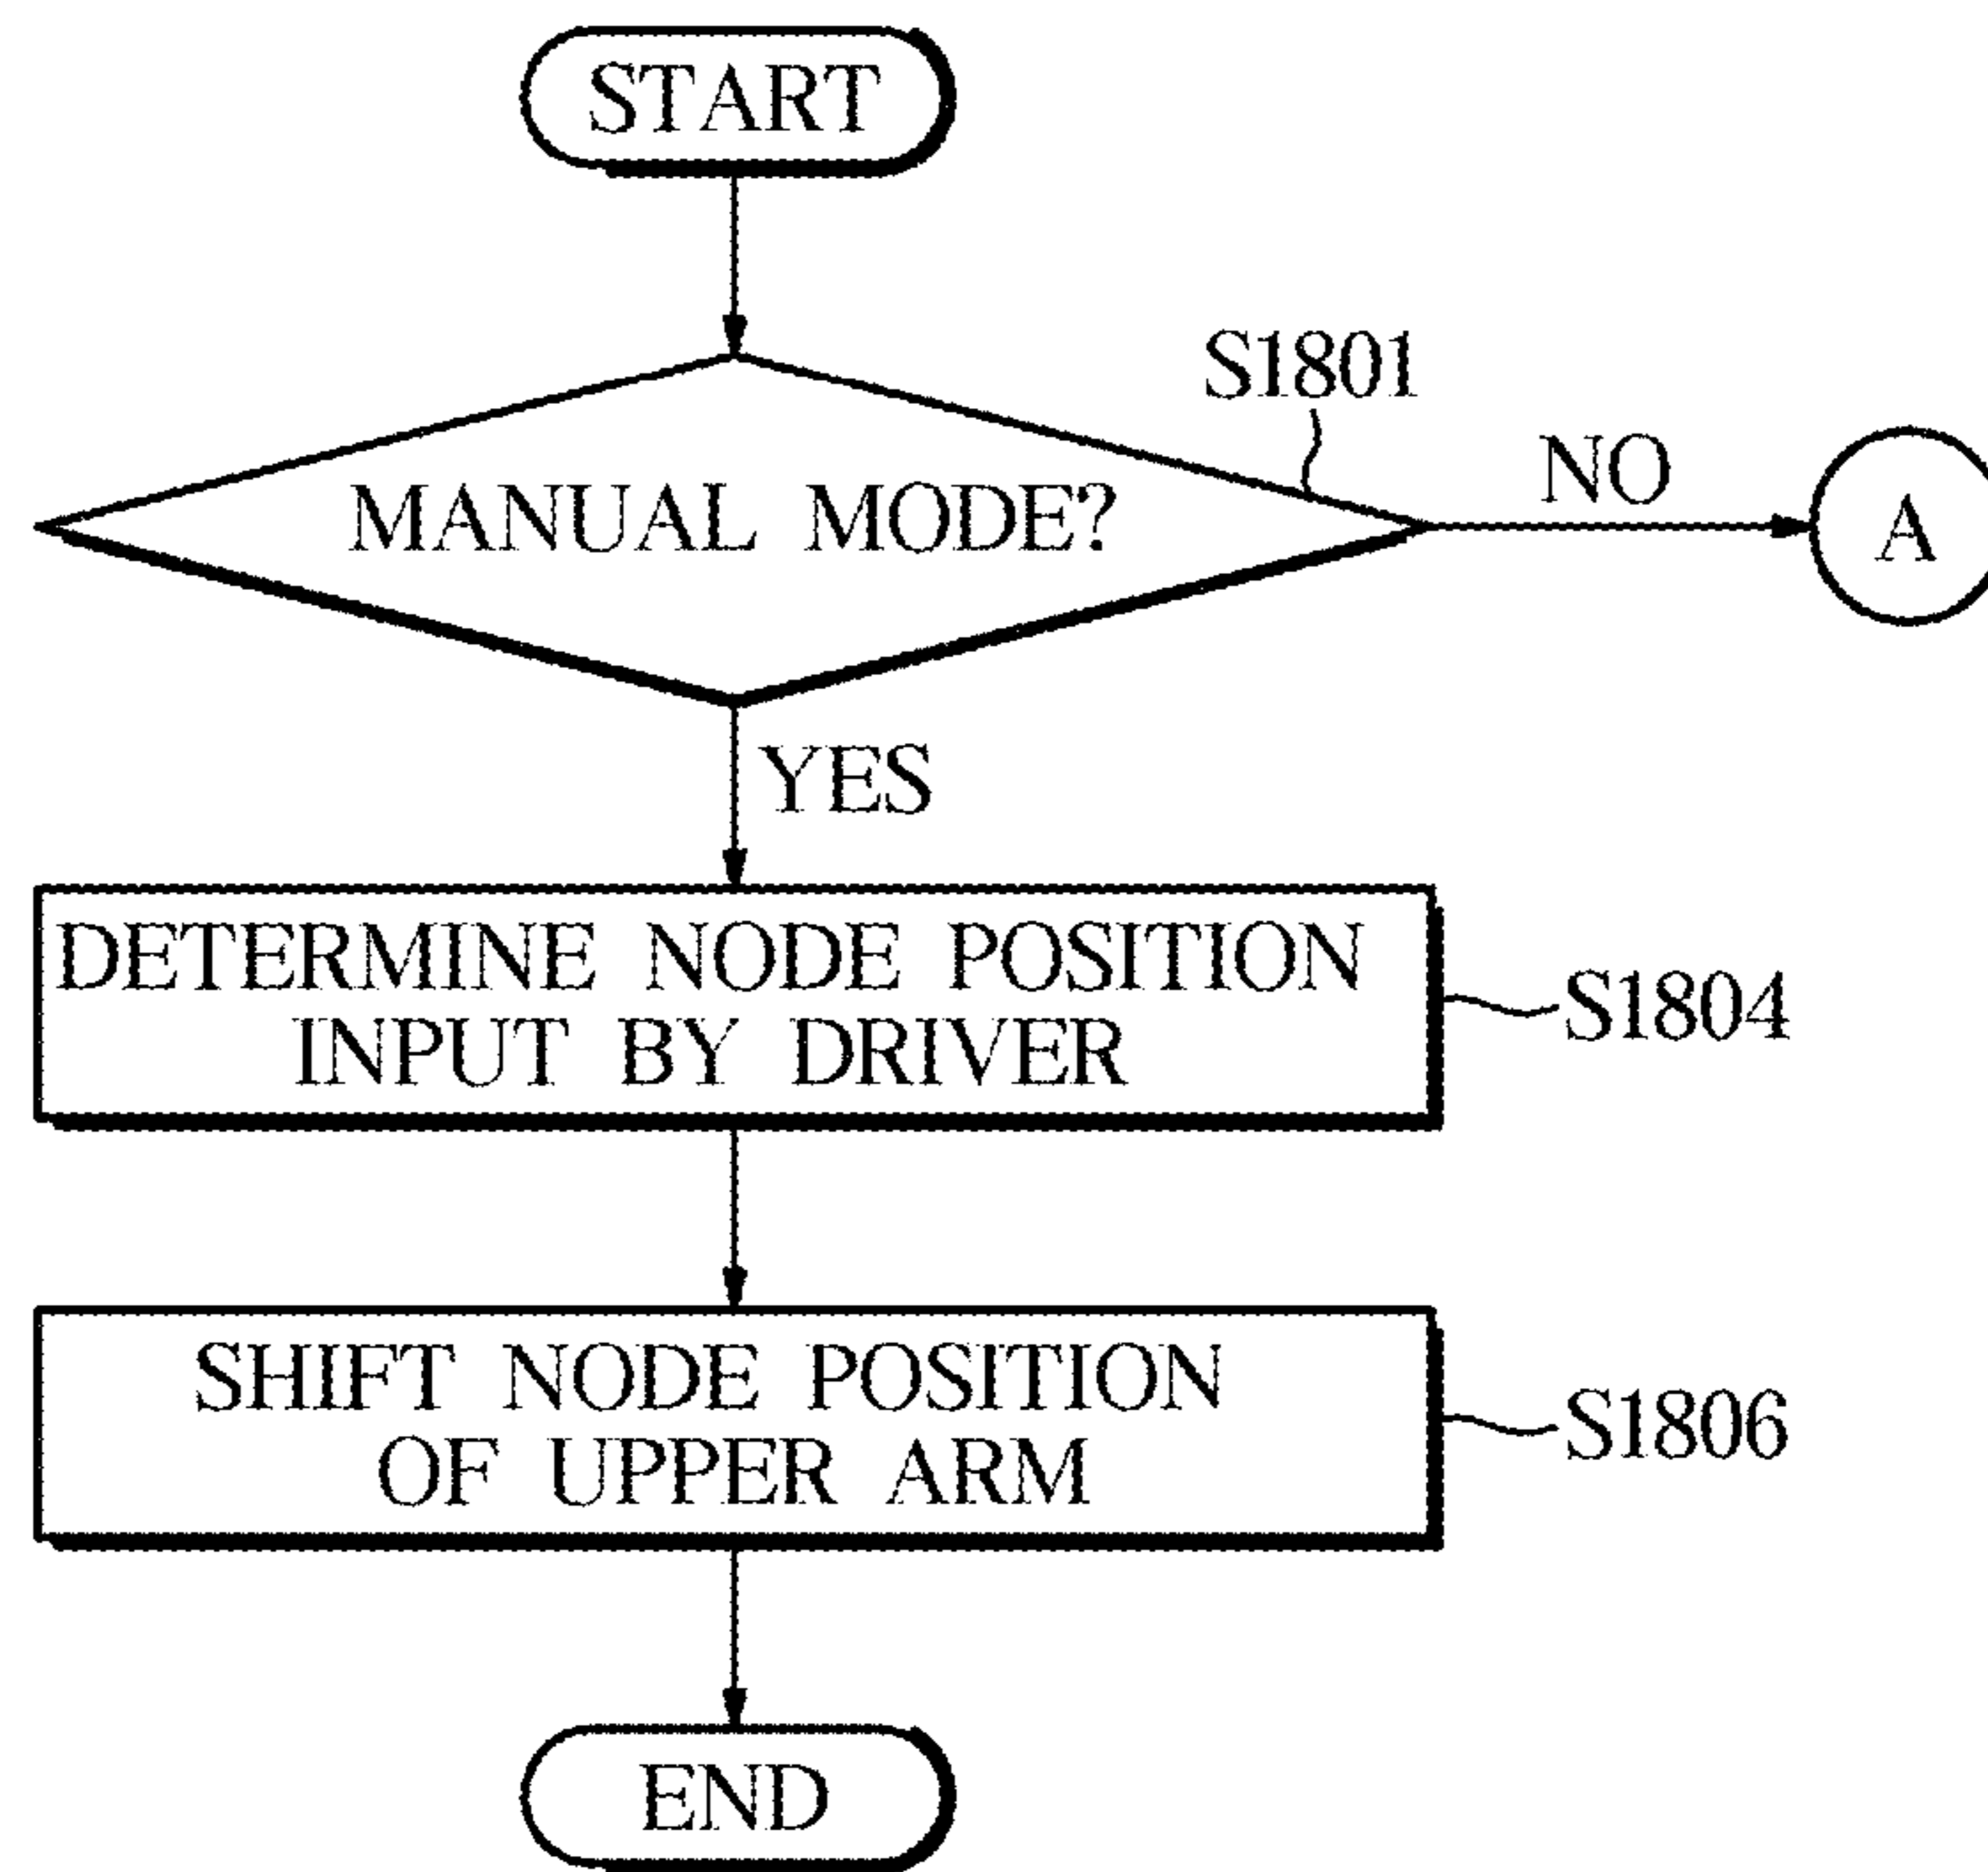 START
S1801
MANUAL MODE?
NO
A
YES
DETERMINE NODE POSITION
INPUT BY DRIVER
S1804
SHIFT NODE POSITION
OF UPPER ARM
S1806
END